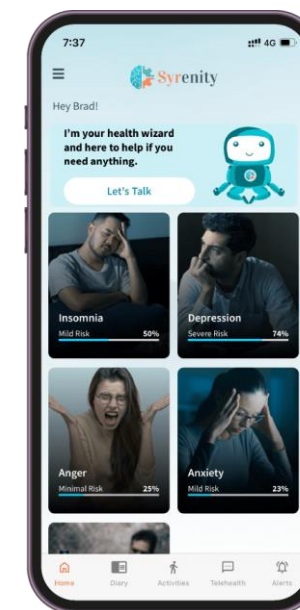 7:37
4G
Syrenity
Hey Brad!
I'm your health wizard
and here to help if you
need anything.
Let's Talk
Insomnia
Mild Risk 50%
Depression
Severe Risk 74%
Anger
Minimal Risk 25%
Anxiety
Mild Risk 23%
Home
Diary
Activities
Telehealth
Alerts